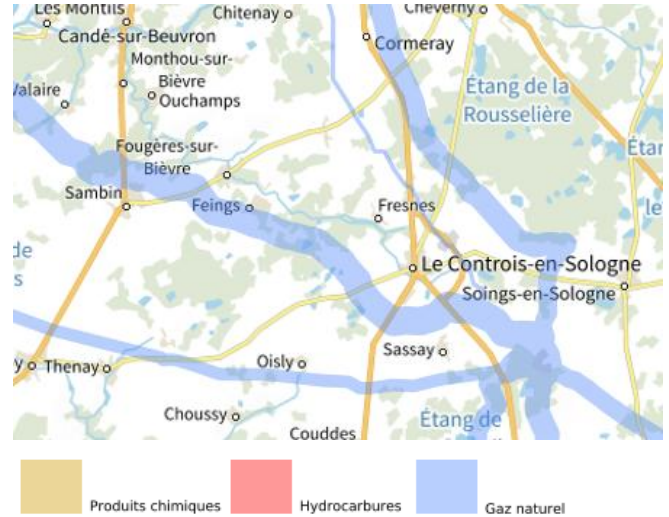 Les Montils
Chitenay
Cheverny
Candé-sur-Beuvron
Cormeray
Monthou-sur-
Bièvre
Valaire
Ouchamps
Étang de la
Rousselière
Fougères-sur-
Bièvre
Sambin
Feings
Fresnes
le
de
Le Controis-en-Sologne
Soings-en-Sologne
Thenay
Oisly
Sassay
Choussy
Étang de
Couddes
Produits chimiques
Hydrocarbures
Gaz naturel